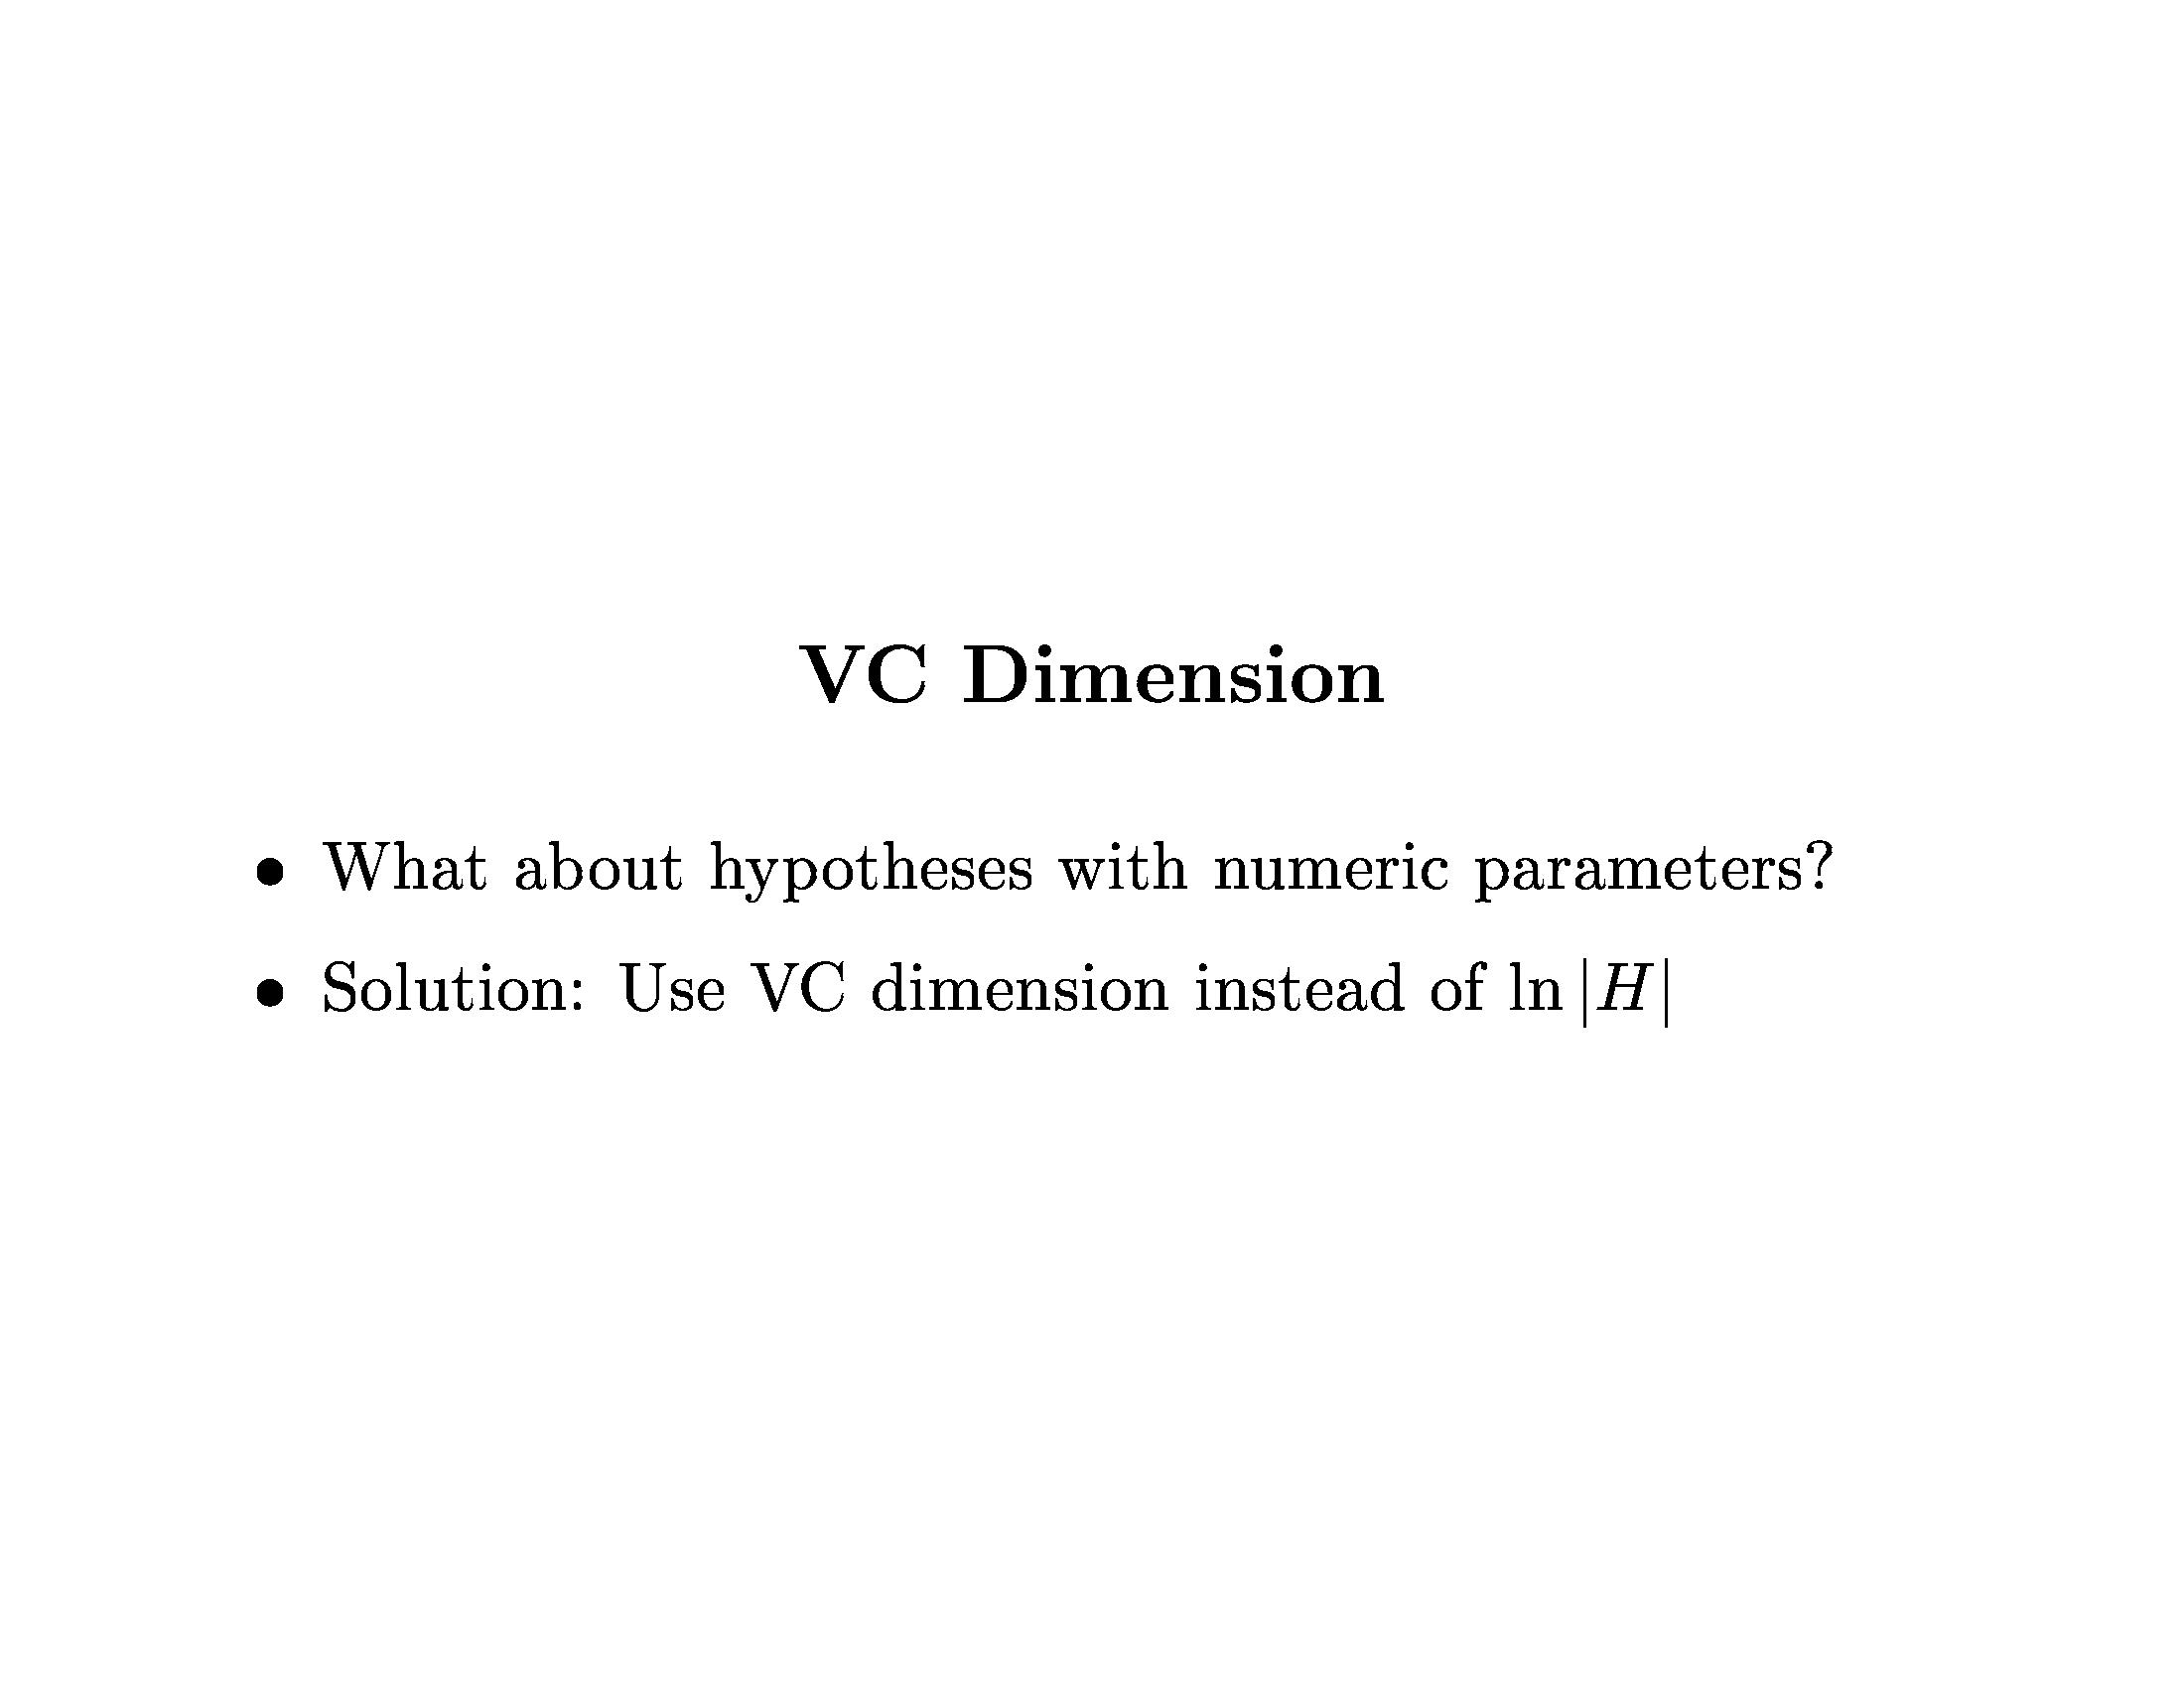 VC Dimension
• What about hypotheses with numeric parameters?
• Solution: Use VC dimension instead of ln |H|